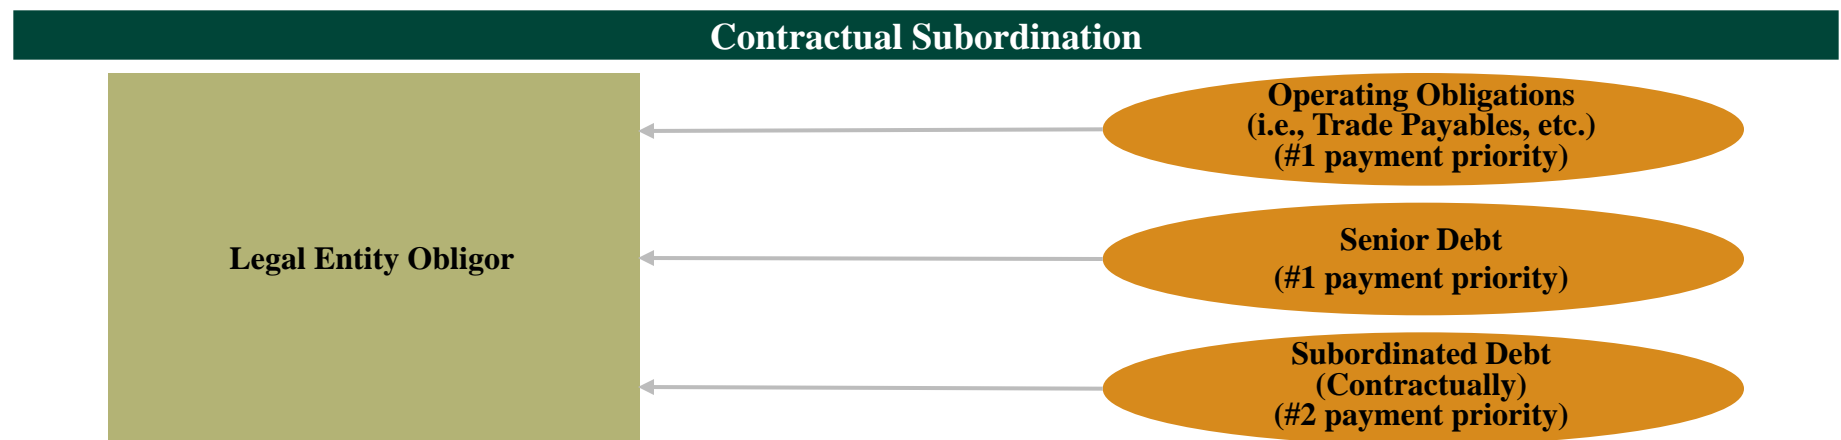 Contractual Subordination
Operating Obligations
(i.e., Trade Payables, etc.)
(#1 payment priority)
Legal Entity Obligor
Senior Debt
(#1 payment priority)
Subordinated Debt
(Contractually)
(#2 payment priority)